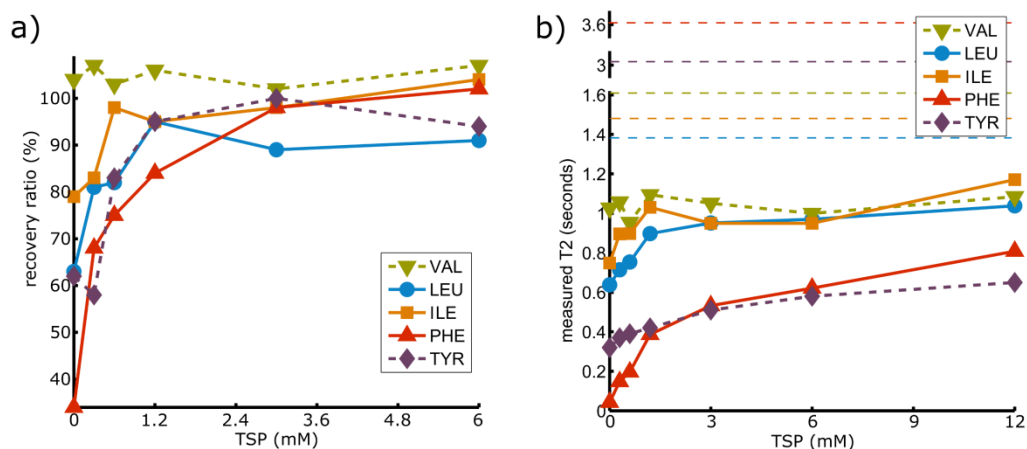 a)
recovery ratio (%)
100
90
80
70
60
50
40
0
1.2
2.4
3.6
4.8
6
TSP (mM)
VAL
LEU
ILE
PHE
TYR
b)
measured T2 (seconds)
3.6
3
1.6
1.4
1.2
1
0.8
0.6
0.4
0.2
0
0
3
6
9
12
TSP (mM)
VAL
LEU
ILE
PHE
TYR